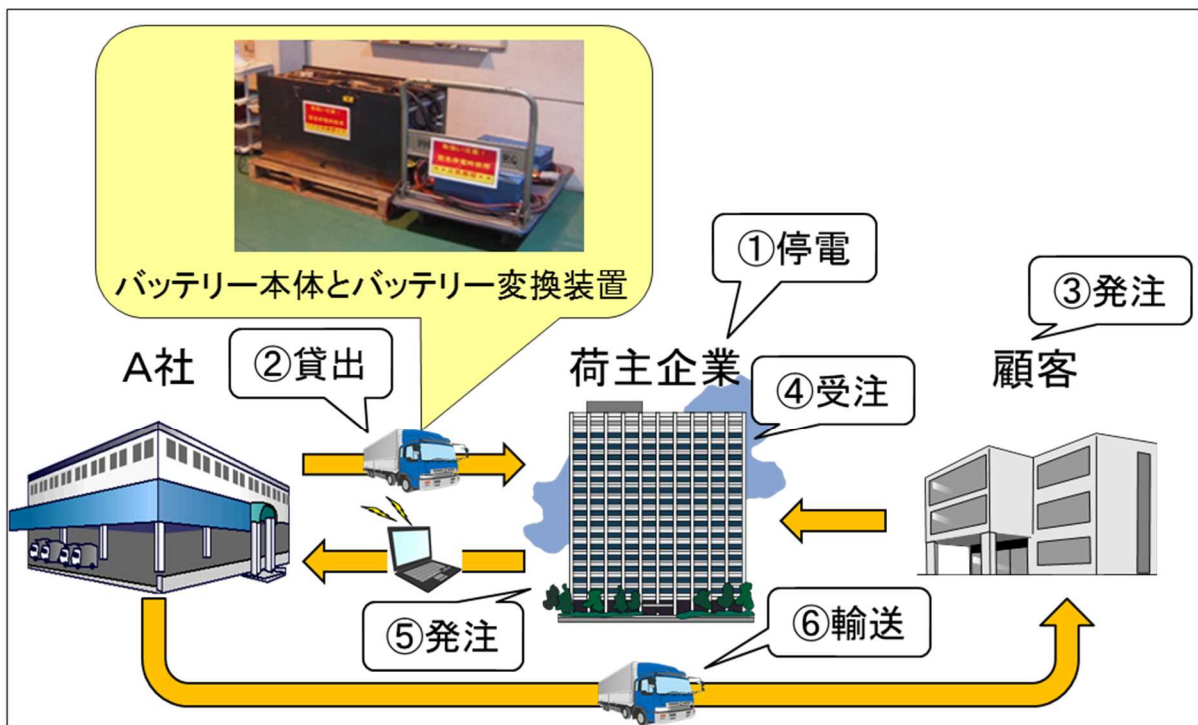 バッテリー本体とバッテリー変換装置
①停電
③発注
A社
②貸出
荷主企業
④受注
顧客
⑤発注
⑥輸送